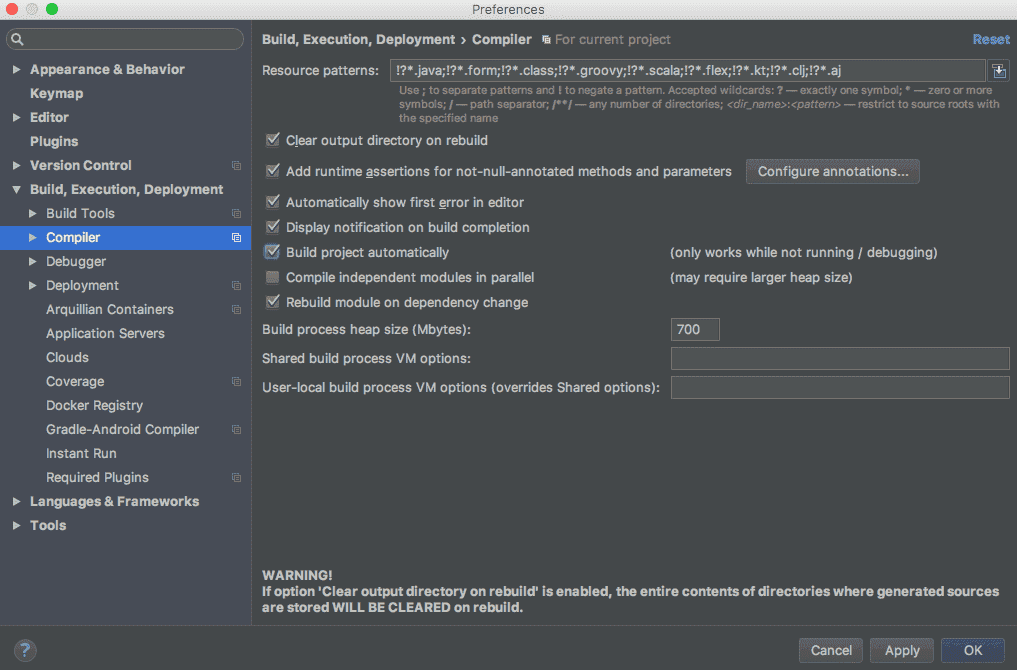 Preferences
Build, Execution, Deployment › Compiler For current project Reset
Appearance & Behavior
Keymap
Editor
Plugins
Version Control
Build, Execution, Deployment
Build Tools
Compiler
Debugger
Deployment
Arquillian Containers
Application Servers
Clouds
Coverage
Docker Registry
Gradle-Android Compiler
Instant Run
Required Plugins
Languages & Frameworks
Tools
Resource patterns: !?*.java;!?*.form;!?*.class;!?*.groovy;!?*.scala;!?*.flex;!?*.kt;!?*.clj;!?*.aj
Use ; to separate patterns and ! to negate a pattern. Accepted wildcards: ? — exactly one symbol; * — zero or more
symbols; / — path separator; /**/ — any number of directories; <dir_name>:<pattern> — restrict to source roots with
the specified name
Clear output directory on rebuild
Add runtime assertions for not-null-annotated methods and parameters Configure annotations...
Automatically show first error in editor
Display notification on build completion
Build project automatically (only works while not running / debugging)
Compile independent modules in parallel (may require larger heap size)
Rebuild module on dependency change
Build process heap size (Mbytes): 700
Shared build process VM options:
User-local build process VM options (overrides Shared options):
WARNING!
If option 'Clear output directory on rebuild' is enabled, the entire contents of directories where generated sources
are stored WILL BE CLEARED on rebuild.
? Cancel Apply OK